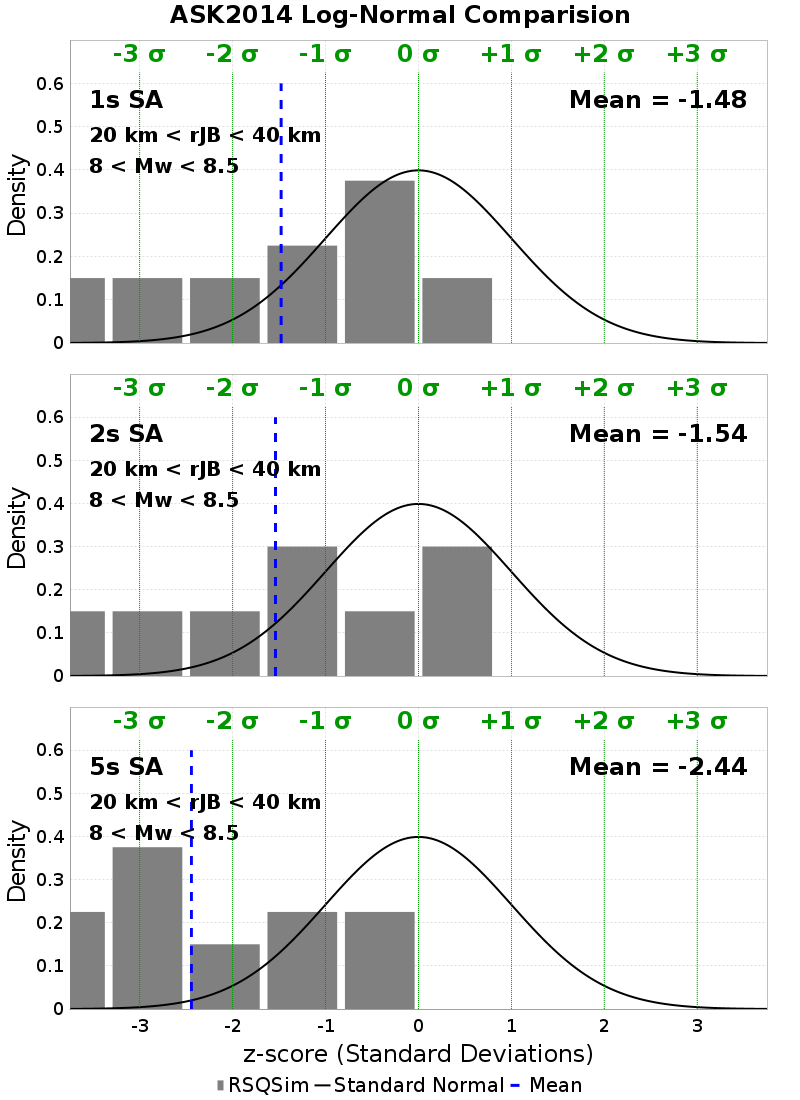 ASK2014 Log-Normal Comparision
-3 σ -2 σ -1 σ 0 σ +1 σ +2 σ +3 σ
0.6
1s SA Mean = -1.48
0.5
20 km < rJB < 40 km
8 < Mw < 8.5
0.4
Density
0.3
0.2
0.1
0
-3 σ -2 σ -1 σ 0 σ +1 σ +2 σ +3 σ
0.6
2s SA Mean = -1.54
0.5
20 km < rJB < 40 km
8 < Mw < 8.5
0.4
Density
0.3
0.2
0.1
0
-3 σ -2 σ -1 σ 0 σ +1 σ +2 σ +3 σ
0.6
5s SA Mean = -2.44
0.5
20 km < rJB < 40 km
8 < Mw < 8.5
0.4
Density
0.3
0.2
0.1
0
-3 -2 -1 0 1 2 3
z-score (Standard Deviations)
RSQSim Standard Normal Mean